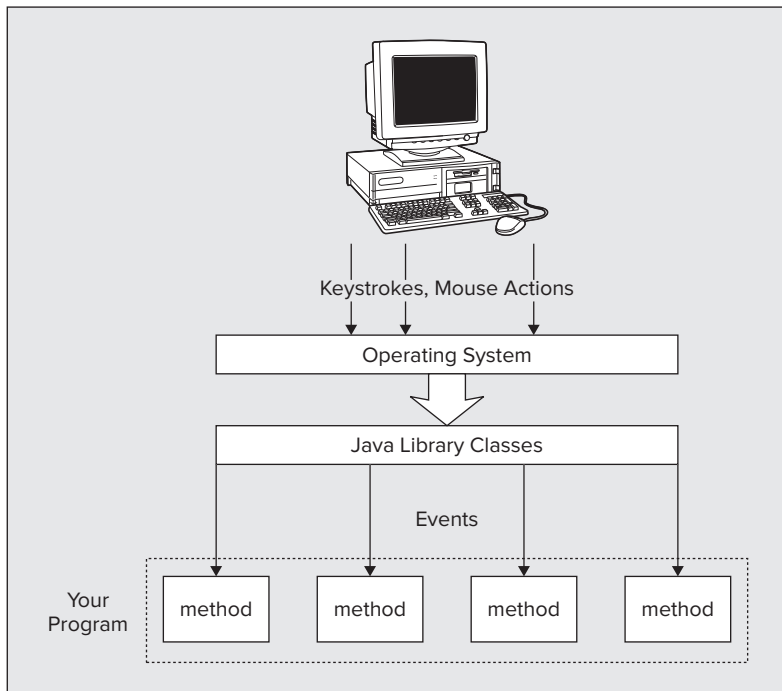 Keystrokes, Mouse Actions
Operating System
Java Library Classes
Events
Your
Program
method
method
method
method